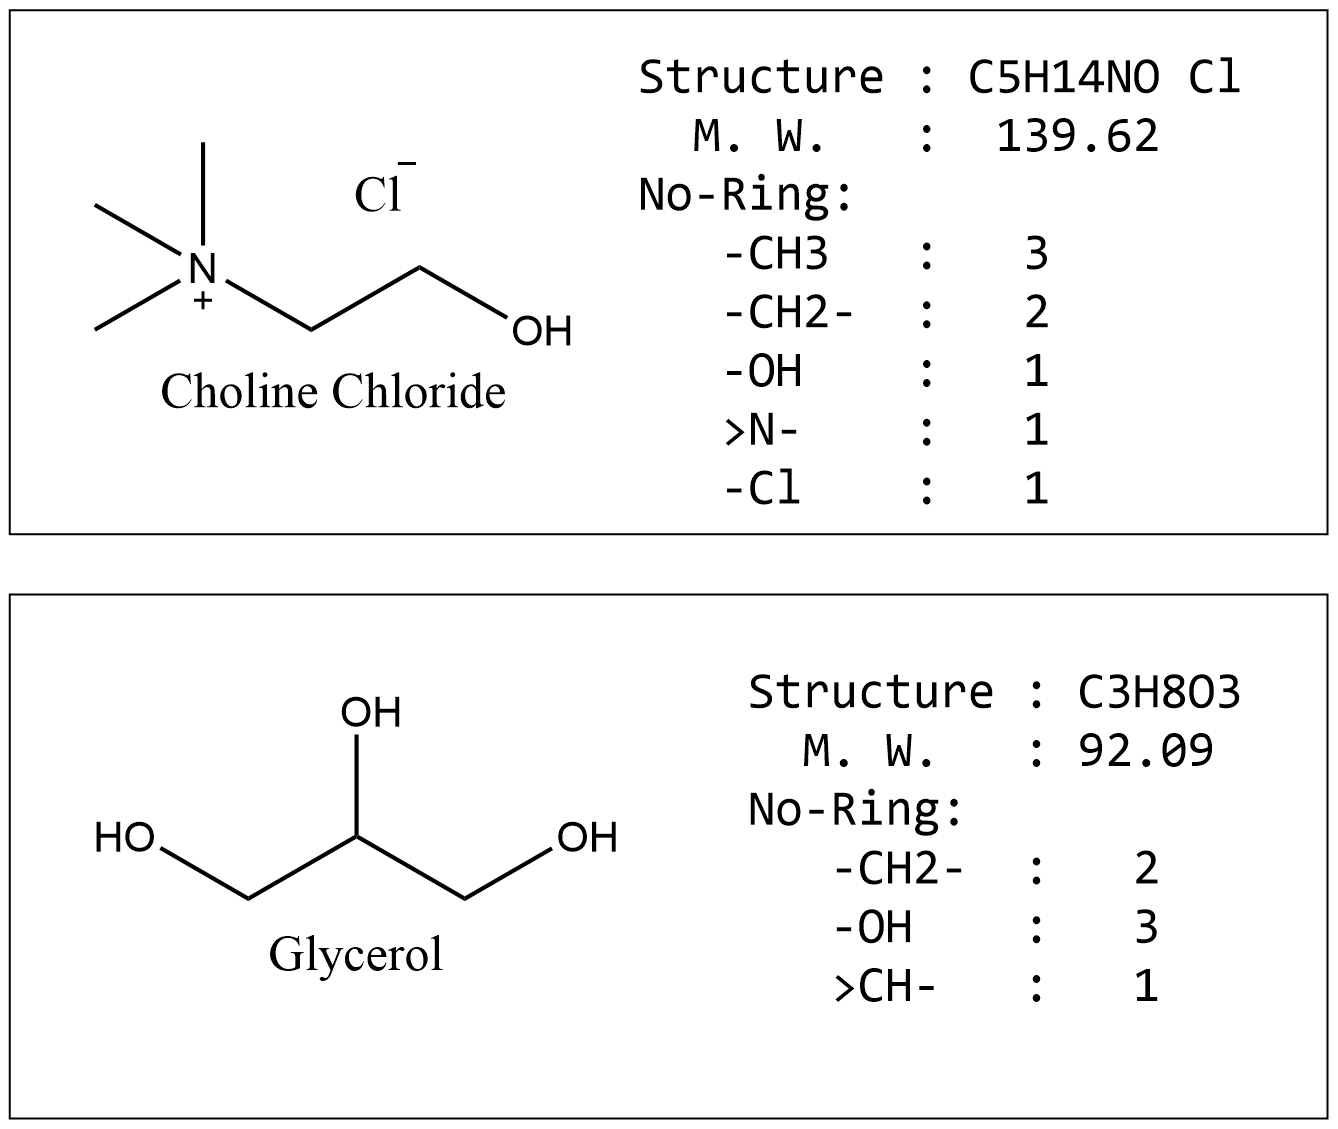 Structure : C5H14NO Cl
M. W. : 139.62
No-Ring:
-CH3 : 3
-CH2- : 2
-OH : 1
>N- : 1
-Cl : 1
Cl⁻
N
+
OH
Choline Chloride
Structure : C3H8O3
M. W. : 92.09
No-Ring:
-CH2- : 2
-OH : 3
>CH- : 1
OH
HO
OH
Glycerol